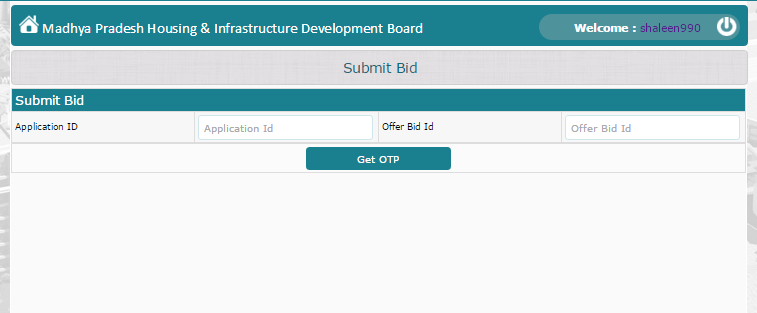 Madhya Pradesh Housing & Infrastructure Development Board
Welcome : shaleen990
Submit Bid
Submit Bid
Application ID Application Id Offer Bid Id Offer Bid Id
Get OTP